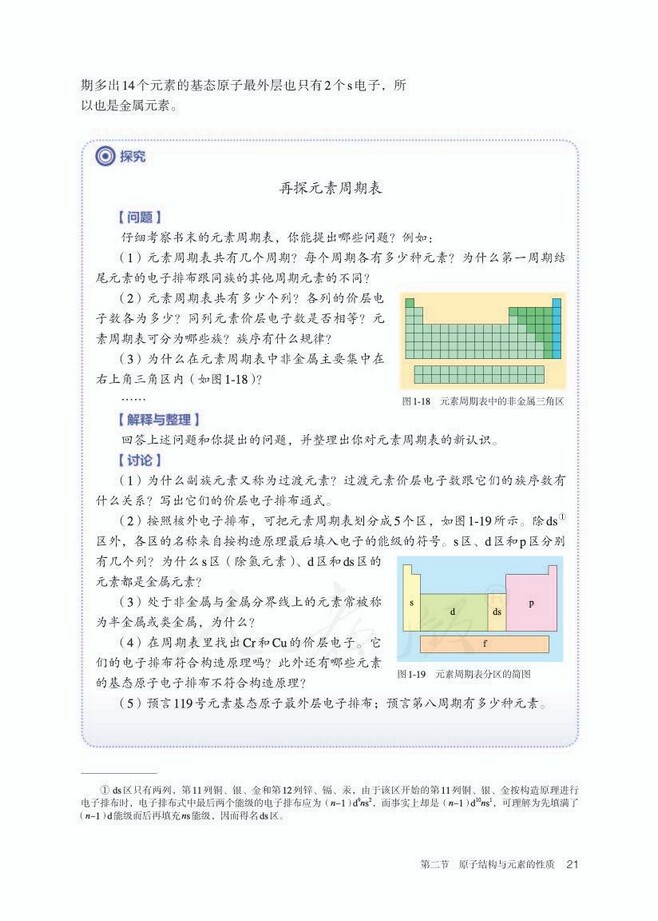 期多出14个元素的基态原子最外层也只有2个s电子，所
以也是金属元素。
探究
再探元素周期表
【问题】
仔细考察书末的元素周期表，你能提出哪些问题？例如：
（1）元素周期表共有几个周期？每个周期各有多少种元素？为什么第一周期结
尾元素的电子排布跟同族的其他周期元素的不同？
（2）元素周期表共有多少个列？各列的价层电
子数各为多少？同列元素价层电子数是否相等？元
素周期表可分为哪些族？族序有什么规律？
（3）为什么在元素周期表中非金属主要集中在
右上角三角区内（如图1-18）？
……
图1-18 元素周期表中的非金属三角区
【解释与整理】
回答上述问题和你提出的问题，并整理出你对元素周期表的新认识。
【讨论】
（1）为什么副族元素又称为过渡元素？过渡元素价层电子数跟它们的族序数有
什么关系？写出它们的价层电子排布通式。
（2）按照核外电子排布，可把元素周期表划分成5个区，如图1-19所示。除ds①
区外，各区的名称来自按构造原理最后填入电子的能级的符号。s区、d区和p区分别
有几个列？为什么s区（除氢元素）、d区和ds区的
元素都是金属元素？
（3）处于非金属与金属分界线上的元素常被称
为半金属或类金属，为什么？
（4）在周期表里找出Cr和Cu的价层电子。它
们的电子排布符合构造原理吗？此外还有哪些元素
的基态原子电子排布不符合构造原理？
s
d
ds
p
f
图1-19 元素周期表分区的简图
（5）预言119号元素基态原子最外层电子排布；预言第八周期有多少种元素。
① ds区只有两列，第11列铜、银、金和第12列锌、镉、汞，由于该区开始的第11列铜、银、金按构造原理进行
电子排布时，电子排布式中最后两个能级的电子排布应为（n−1）d⁹ns²，而事实上却是（n−1）d¹⁰ns¹，可理解为先填满了
（n−1）d能级而后再填充ns能级，因而得名ds区。
第二节 原子结构与元素的性质 21